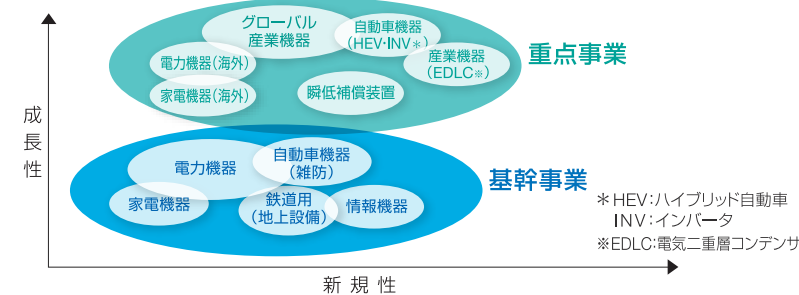 グローバル
産業機器
自動車機器
(HEV・INV＊)
産業機器
(EDLC※)
重点事業
電力機器(海外)
家電機器(海外)
瞬低補償装置
成長性
電力機器
自動車機器
(雑防)
基幹事業
家電機器
鉄道用
(地上設備)
情報機器
＊HEV：ハイブリッド自動車
INV：インバータ
※EDLC：電気二重層コンデンサ
新規性